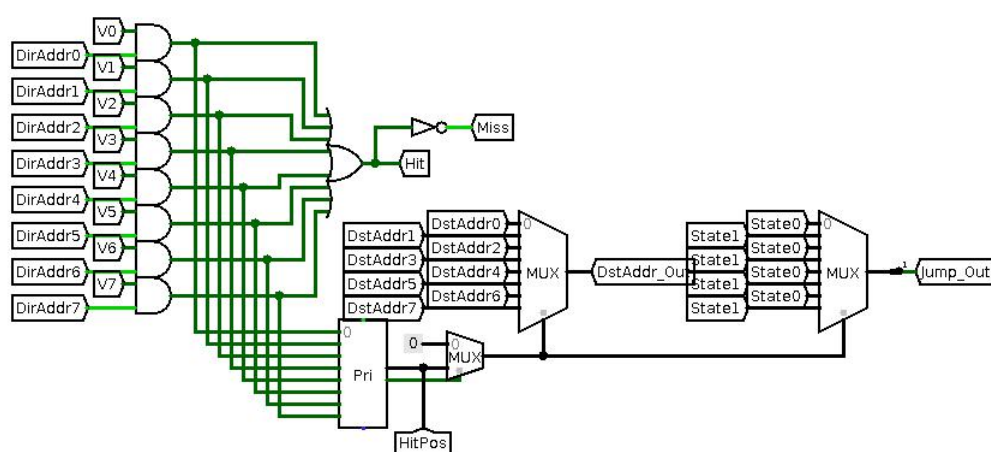 V0
DirAddr0
V1
DirAddr1
V2
DirAddr2
V3
DirAddr3
V4
DirAddr4
V5
DirAddr5
V6
DirAddr6
V7
DirAddr7
Miss
Hit
DstAddr0
DstAddr1
DstAddr2
DstAddr3
DstAddr4
DstAddr5
DstAddr6
DstAddr7
0
MUX
DstAddr_Out
State0
State1
State0
State1
State0
State1
State0
State1
0
MUX
1
Jump_Out
0
Pri
0
0
MUX
HitPos